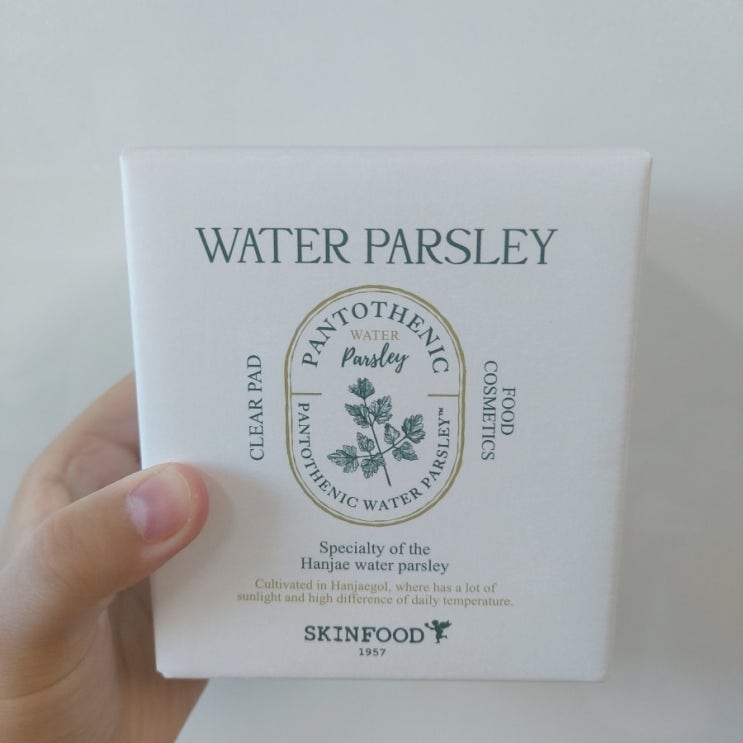 WATER PARSLEY
PANTOTHENIC
WATER
Parsley
PANTOTHENIC WATER PARSLEY™
CLEAR PAD
FOOD
COSMETICS
Specialty of the
Hanjae water parsley
Cultivated in Hanjaegol, where has a lot of
sunlight and high difference of daily temperature.
SKINFOOD
1957